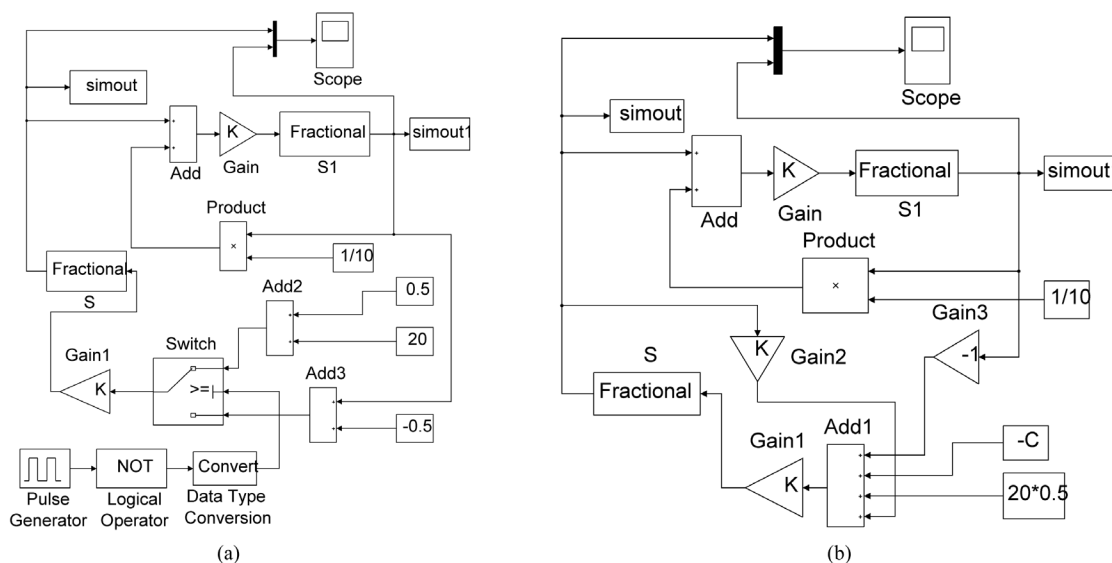 Scope
simout
Add
K
Gain
Fractional
S1
simout1
Product
×
1/10
Fractional
S
Add2
0.5
20
Gain1
K
Switch
>=
Add3
-0.5
Pulse
Generator
NOT
Logical
Operator
Convert
Data Type
Conversion
(a)
Scope
simout
Add
K
Gain
Fractional
S1
simout
Product
×
1/10
Gain3
-1
K
Gain2
S
Fractional
Gain1
K
Add1
-C
20*0.5
(b)